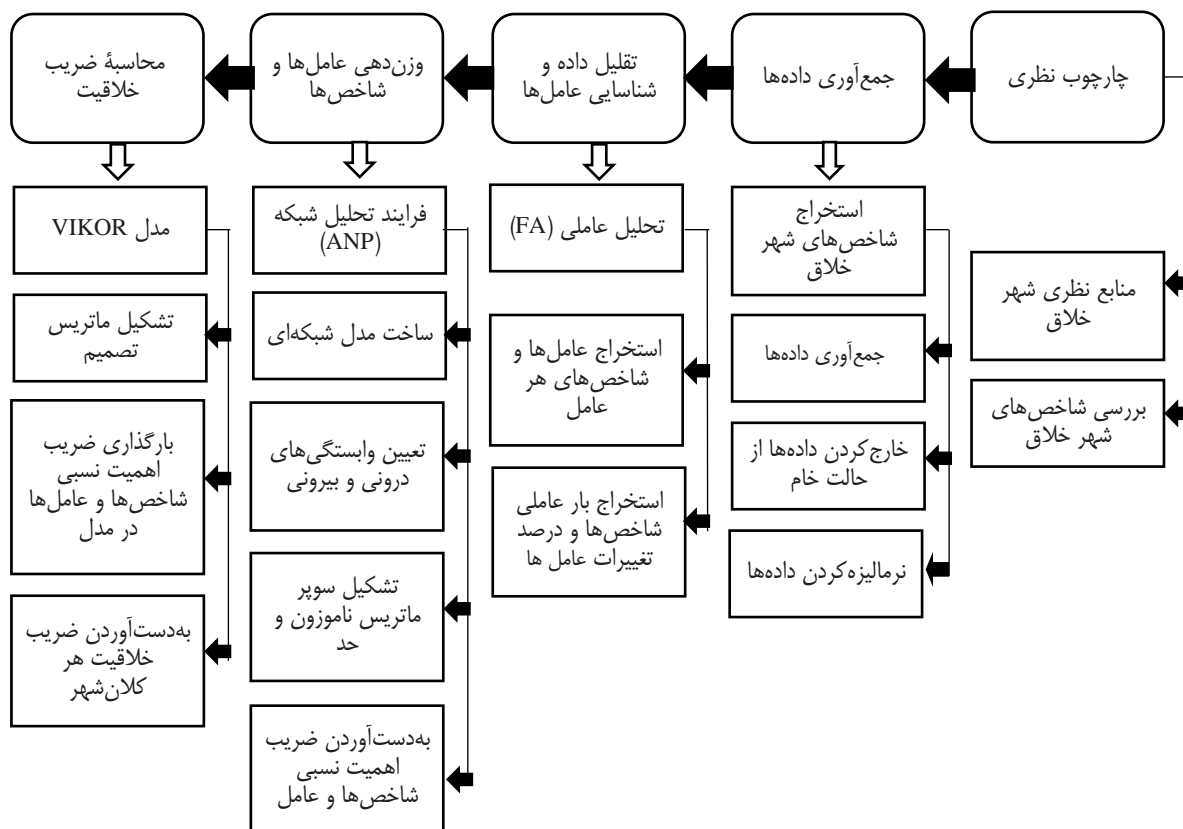 چارچوب نظری
جمع‌آوری داده‌ها
تقلیل داده و
شناسایی عامل‌ها
وزن‌دهی عامل‌ها و
شاخص‌ها
محاسبۀ ضریب
خلاقیت
منابع نظری شهر
خلاق
بررسی شاخص‌های
شهر خلاق
استخراج
شاخص‌های شهر
خلاق
جمع‌آوری داده‌ها
خارج‌کردن داده‌ها از
حالت خام
نرمالیزه‌کردن داده‌ها
تحلیل عاملی (FA)
استخراج عامل‌ها و
شاخص‌های هر
عامل
استخراج بار عاملی
شاخص‌ها و درصد
تغییرات عامل ها
فرایند تحلیل شبکه
(ANP)
ساخت مدل شبکه‌ای
تعیین وابستگی‌های
درونی و بیرونی
تشکیل سوپر
ماتریس ناموزون و
حد
به‌دست‌آوردن ضریب
اهمیت نسبی
شاخص‌ها و عامل
مدل VIKOR
تشکیل ماتریس
تصمیم
بارگذاری ضریب
اهمیت نسبی
شاخص‌ها و عامل‌ها
در مدل
به‌دست‌آوردن ضریب
خلاقیت هر
کلان‌شهر